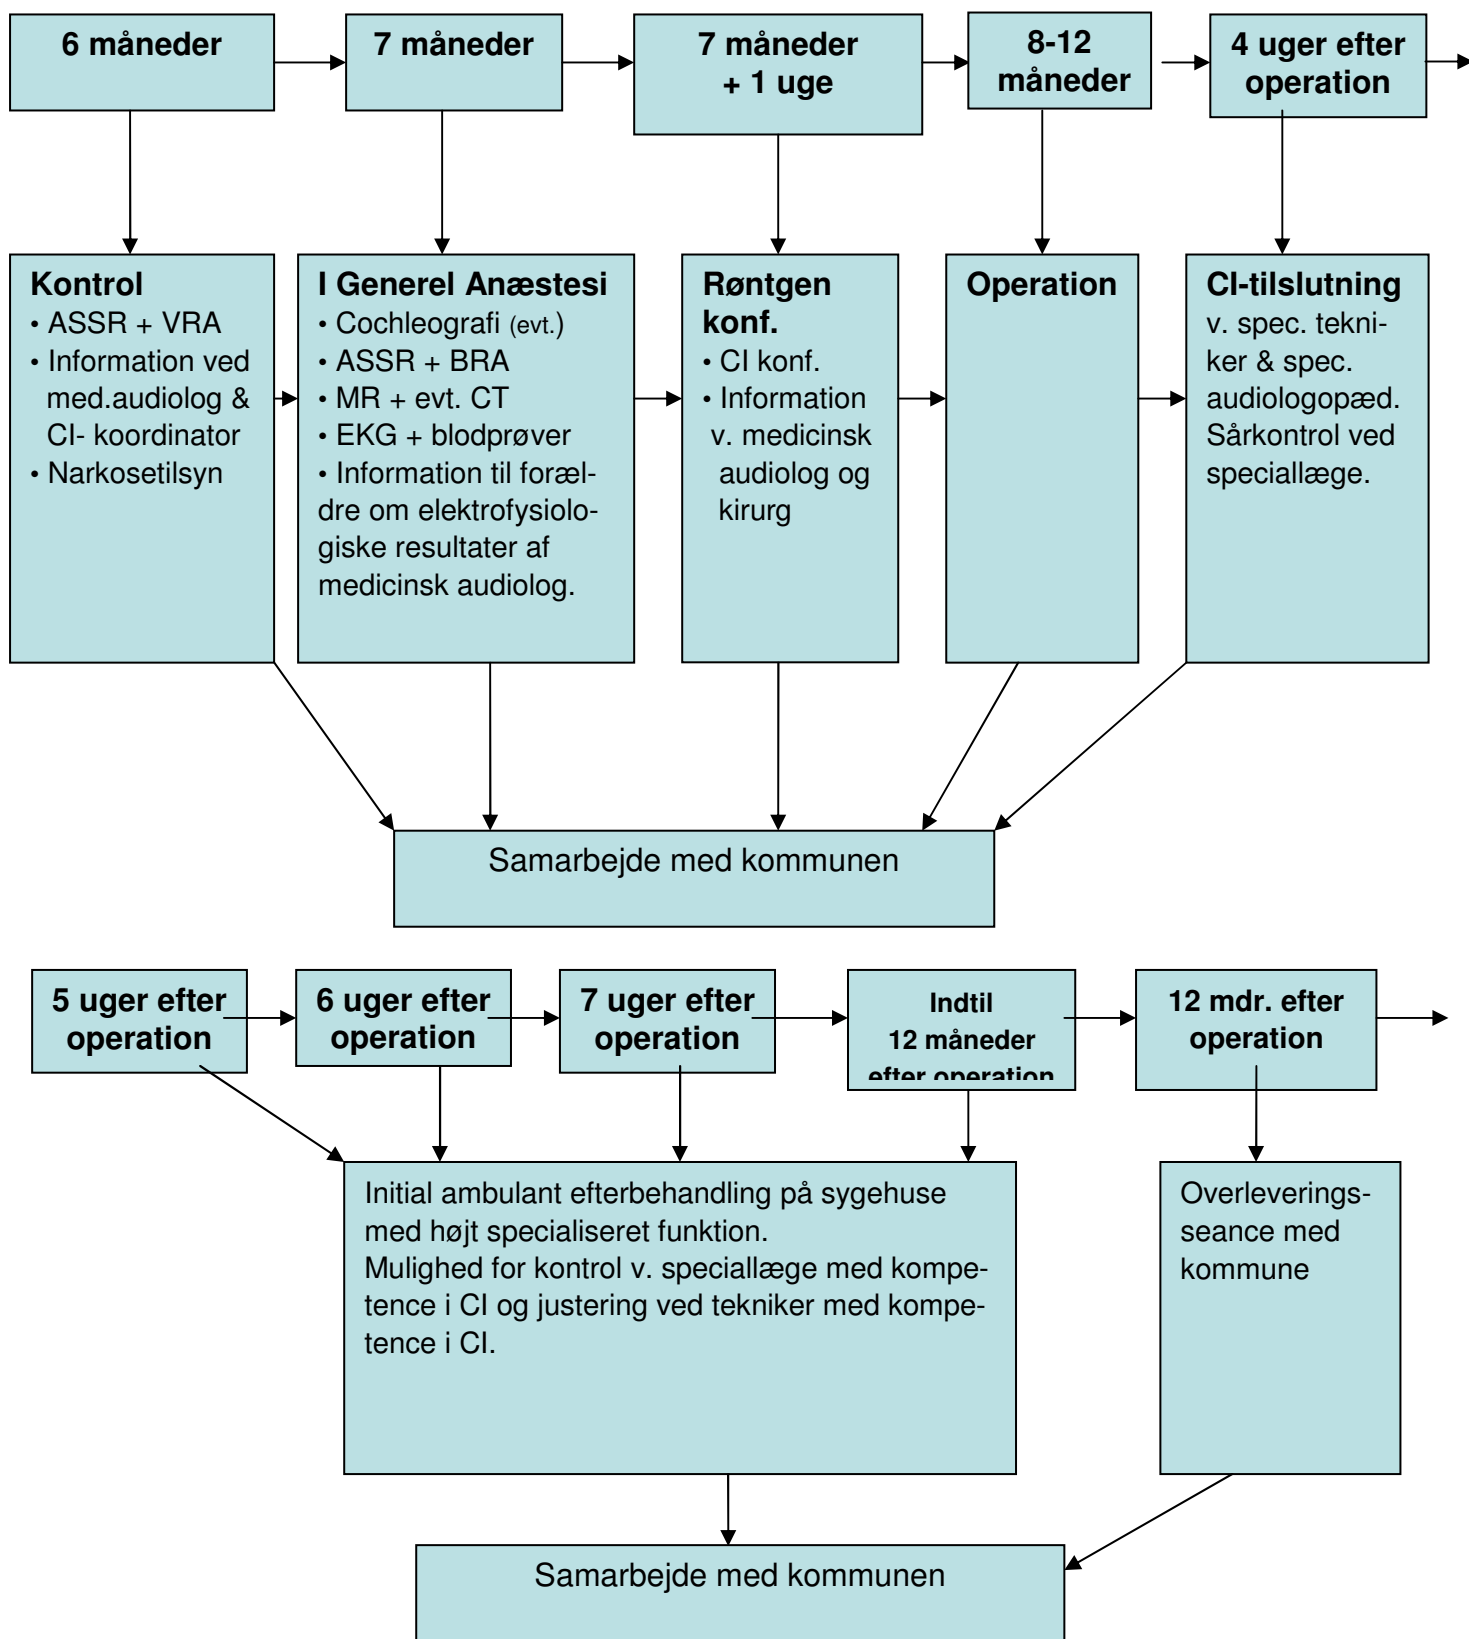 6 måneder
7 måneder
7 måneder
+ 1 uge
8-12
måneder
4 uger efter
operation
Kontrol
• ASSR + VRA
• Information ved
med.audiolog &
CI- koordinator
• Narkosetilsyn
I Generel Anæstesi
• Cochleografi (evt.)
• ASSR + BRA
• MR + evt. CT
• EKG + blodprøver
• Information til foræl-
dre om elektrofysiolo-
giske resultater af
medicinsk audiolog.
Røntgen
konf.
• CI konf.
• Information
v. medicinsk
audiolog og
kirurg
Operation
CI-tilslutning
v. spec. tekni-
ker & spec.
audiologopæd.
Sårkontrol ved
speciallæge.
Samarbejde med kommunen
5 uger efter
operation
6 uger efter
operation
7 uger efter
operation
Indtil
12 måneder
efter operation
12 mdr. efter
operation
Initial ambulant efterbehandling på sygehuse
med højt specialiseret funktion.
Mulighed for kontrol v. speciallæge med kompe-
tence i CI og justering ved tekniker med kompe-
tence i CI.
Overleverings-
seance med
kommune
Samarbejde med kommunen